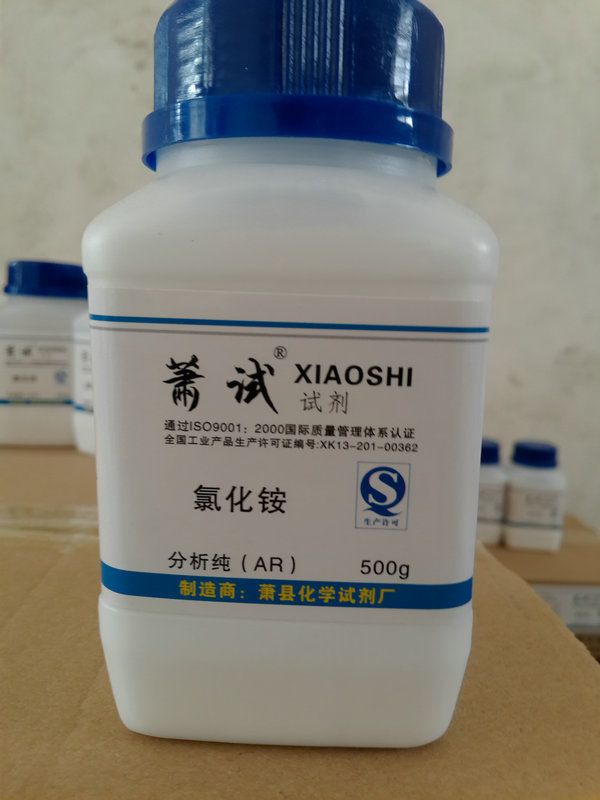 萧试® XIAOSHI
试剂
通过ISO9001：2000国际质量管理体系认证
全国工业产品生产许可证编号:XK13-201-00362
氯化铵
生产许可
分析纯（AR） 500g
制造商：萧县化学试剂厂